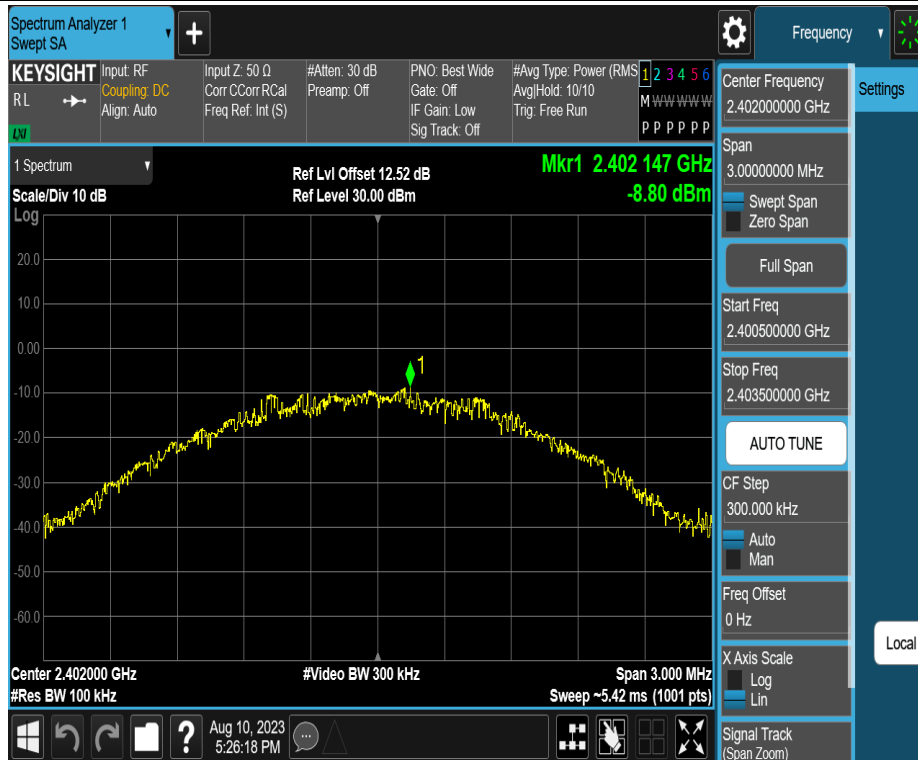 Spectrum Analyzer 1
Swept SA
+
Frequency
KEYSIGHT
RL
LXI
Input: RF
Coupling: DC
Align: Auto
Input Z: 50 Ω
Corr CCorr RCal
Freq Ref: Int (S)
#Atten: 30 dB
Preamp: Off
PNO: Best Wide
Gate: Off
IF Gain: Low
Sig Track: Off
#Avg Type: Power (RMS
Avg|Hold: 10/10
Trig: Free Run
1 2 3 4 5 6
M W W W W W
P P P P P P
1 Spectrum
Scale/Div 10 dB
Log
Ref Lvl Offset 12.52 dB
Ref Level 30.00 dBm
Mkr1 2.402 147 GHz
-8.80 dBm
20.0
10.0
0.00
1
-10.0
-20.0
-30.0
-40.0
-50.0
-60.0
Center 2.402000 GHz
#Video BW 300 kHz
Span 3.000 MHz
#Res BW 100 kHz
Sweep ~5.42 ms (1001 pts)
?
Aug 10, 2023
5:26:18 PM
Center Frequency
2.402000000 GHz
Span
3.00000000 MHz
Swept Span
Zero Span
Full Span
Start Freq
2.400500000 GHz
Stop Freq
2.403500000 GHz
AUTO TUNE
CF Step
300.000 kHz
Auto
Man
Freq Offset
0 Hz
X Axis Scale
Log
Lin
Signal Track
(Span Zoom)
Settings
Local